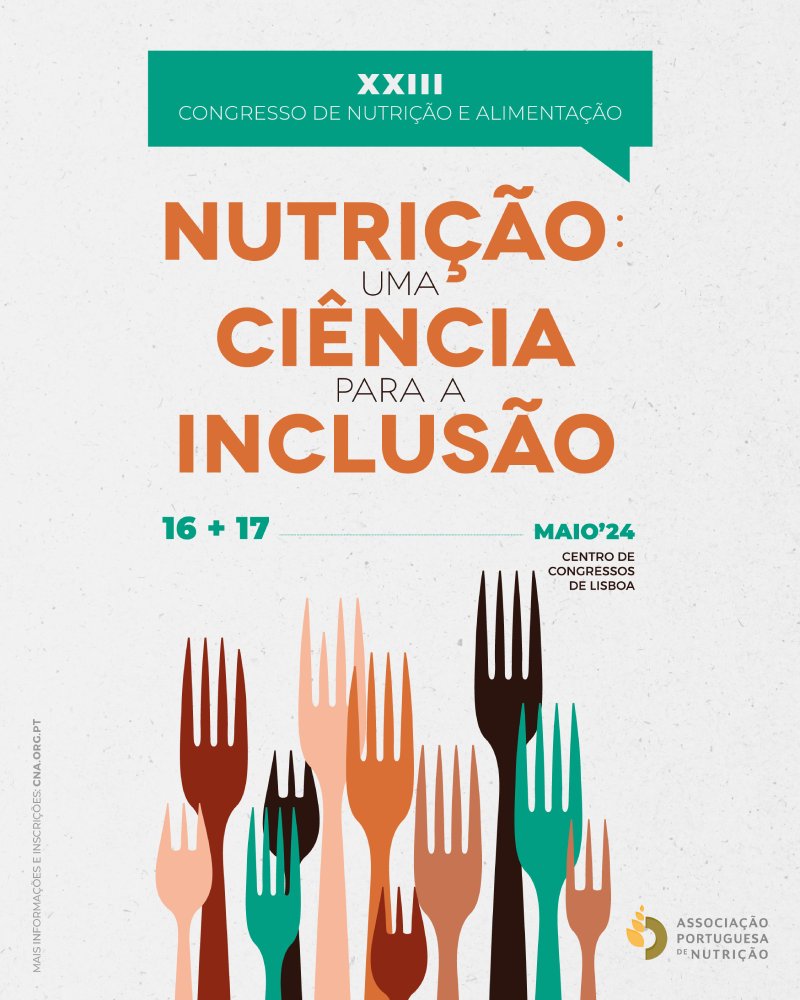 XXIII
CONGRESSO DE NUTRIÇÃO E ALIMENTAÇÃO
NUTRIÇÃO:
UMA
CIÊNCIA
PARA A
INCLUSÃO
16 + 17
MAIO'24
CENTRO DE
CONGRESSOS
DE LISBOA
MAIS INFORMAÇÕES E INSCRIÇÕES: CNA.ORG.PT
ASSOCIAÇÃO
PORTUGUESA
DE NUTRIÇÃO